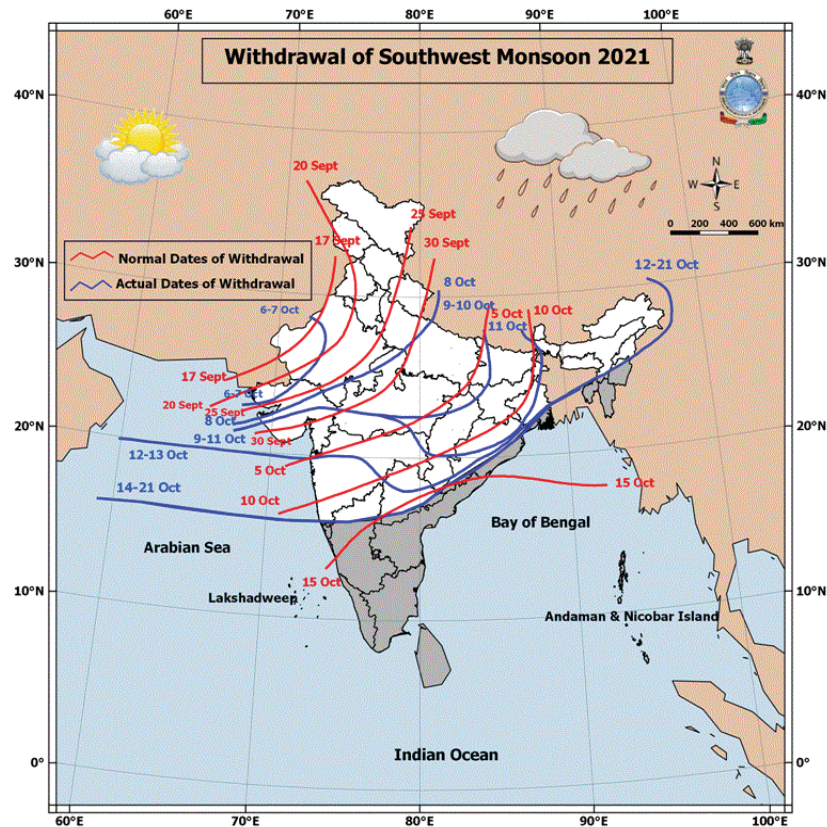 60°E 70°E 80°E 90°E 100°E
Withdrawal of Southwest Monsoon 2021
40°N 40°N
N
W E
S
0 200 400 600 km
20 Sept
25 Sept
17 Sept
30 Sept
Normal Dates of Withdrawal
Actual Dates of Withdrawal
30°N 30°N
12-21 Oct
8 Oct
9-10 Oct
6-7 Oct
5 Oct
10 Oct
11 Oct
17 Sept
6-7 Oct
20 Sept
25 Sept
8 Oct
20°N 20°N
9-11 Oct
30 Sept
12-13 Oct
5 Oct
14-21 Oct
10 Oct
15 Oct
Bay of Bengal
Arabian Sea
15 Oct
10°N 10°N
Lakshadweep
Andaman & Nicobar Island
Indian Ocean
0° 0°
60°E 70°E 80°E 90°E 100°E